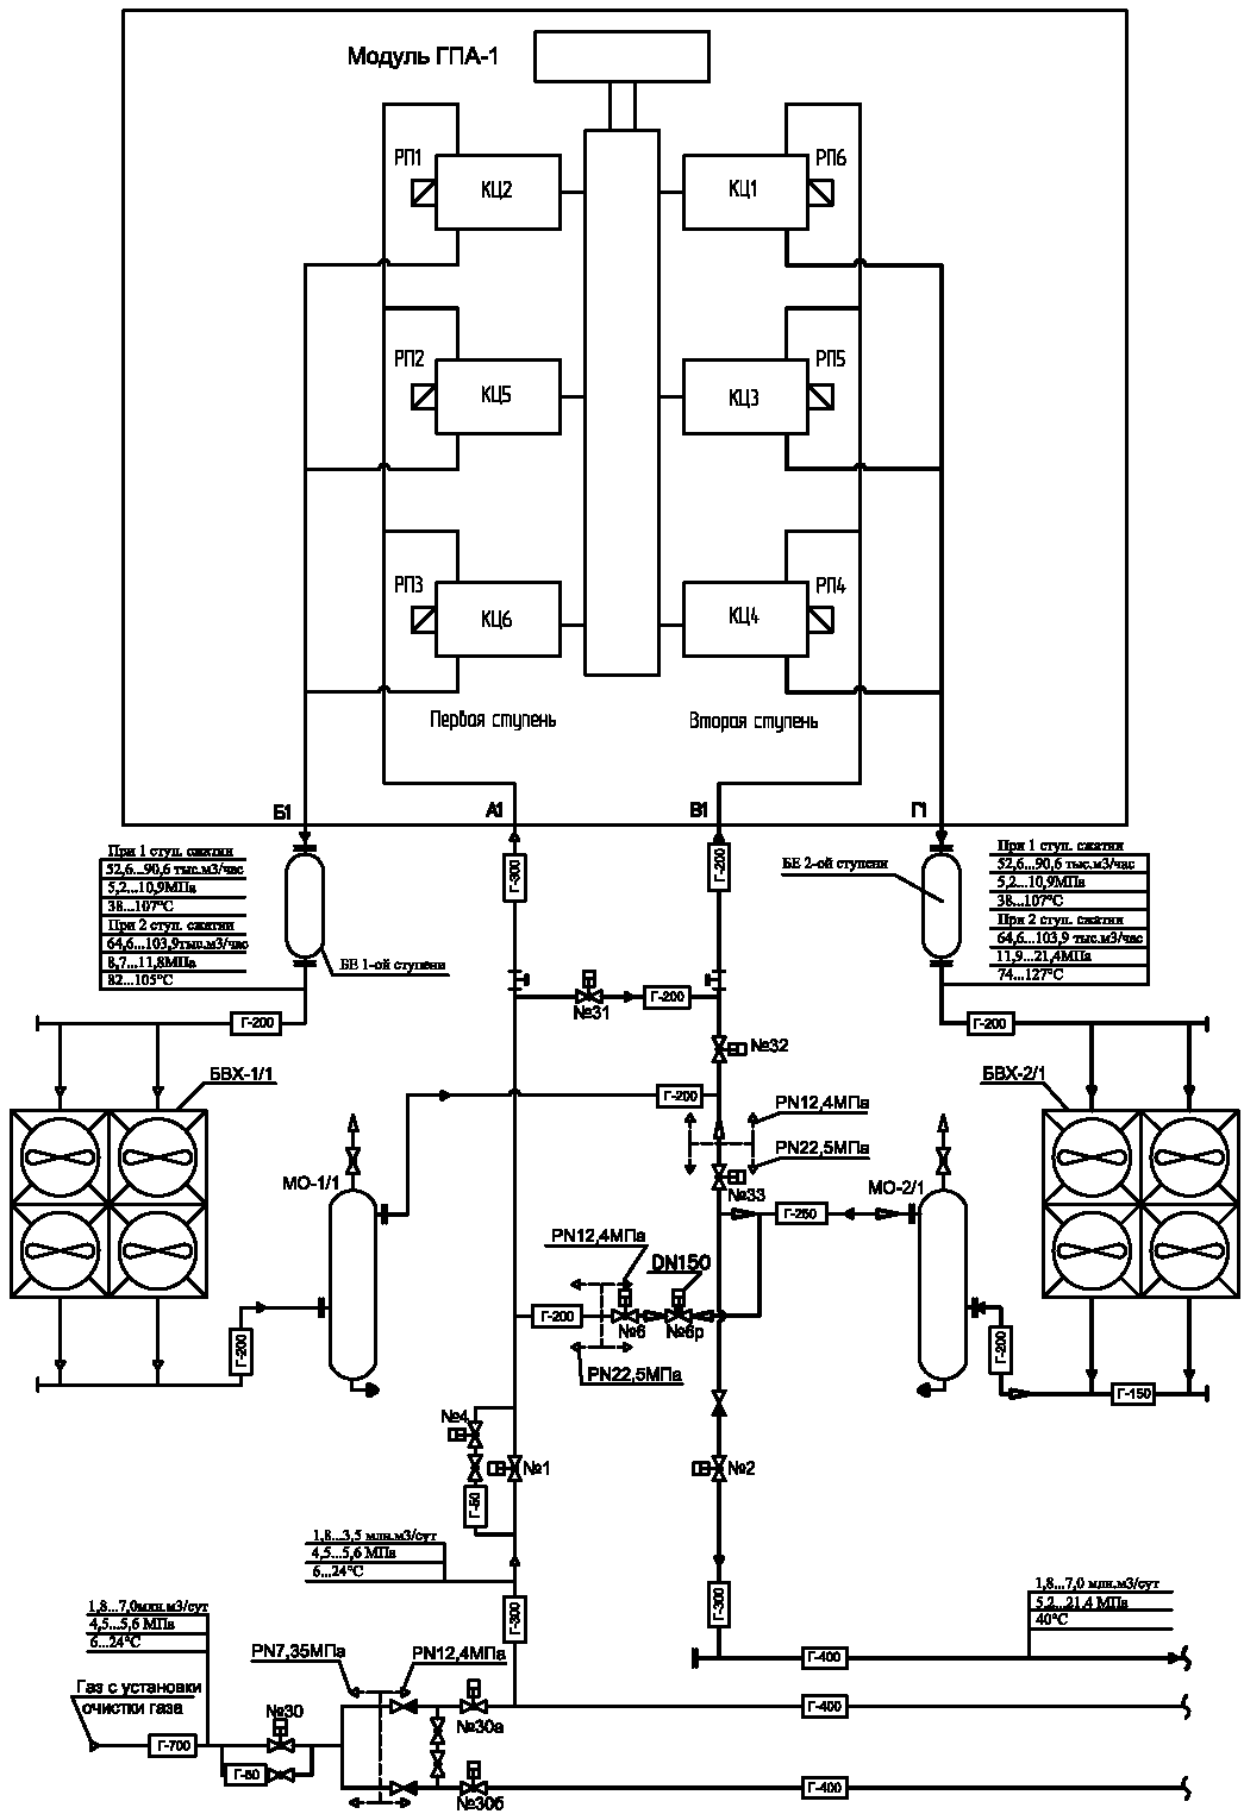 Модуль ГПА-1
РП1
КЦ2
КЦ1
РП6
РП2
КЦ5
КЦ3
РП5
РП3
КЦ6
КЦ4
РП4
Первая ступень
Вторая ступень
Б1
А1
В1
Г1
При 1 ступ. сжатии
52,6...90,6 тыс.м3/час
5,2...10,9МПа
38...107°С
При 2 ступ. сжатии
64,6...103,9тыс.м3/час
8,7...11,8МПа
82...105°С
БЕ 1-ой ступени
Г-300
Г-200
БЕ 2-ой ступени
При 1 ступ. сжатии
52,6...90,6 тыс.м3/час
5,2...10,9МПа
38...107°С
При 2 ступ. сжатии
64,6...103,9 тыс.м3/час
11,9...21,4МПа
74...127°С
Г-200
№31
Г-200
Г-200
№32
БВХ-1/1
БВХ-2/1
Г-200
PN12,4МПа
PN22,5МПа
МО-1/1
№33
МО-2/1
Г-250
PN12,4МПа
DN150
Г-200
№6
№6р
PN22,5МПа
Г-200
Г-200
Г-150
№4
№1
№2
Г-50
1,8...3,5 млн.м3/сут
4,5...5,6 МПа
6...24°С
Г-300
Г-300
1,8...7,0млн.м3/сут
4,5...5,6 МПа
6...24°С
1,8...7,0 млн.м3/сут
5,2...21,4 МПа
40°С
PN7,35МПа
PN12,4МПа
Г-400
Газ с установки
очистки газа
№30
№30а
Г-400
Г-700
Г-80
№30б
Г-400